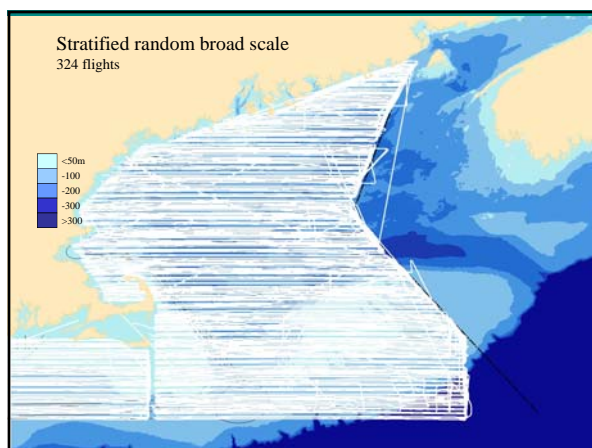 Stratified random broad scale
324 flights
<50m
-100
-200
-300
>300